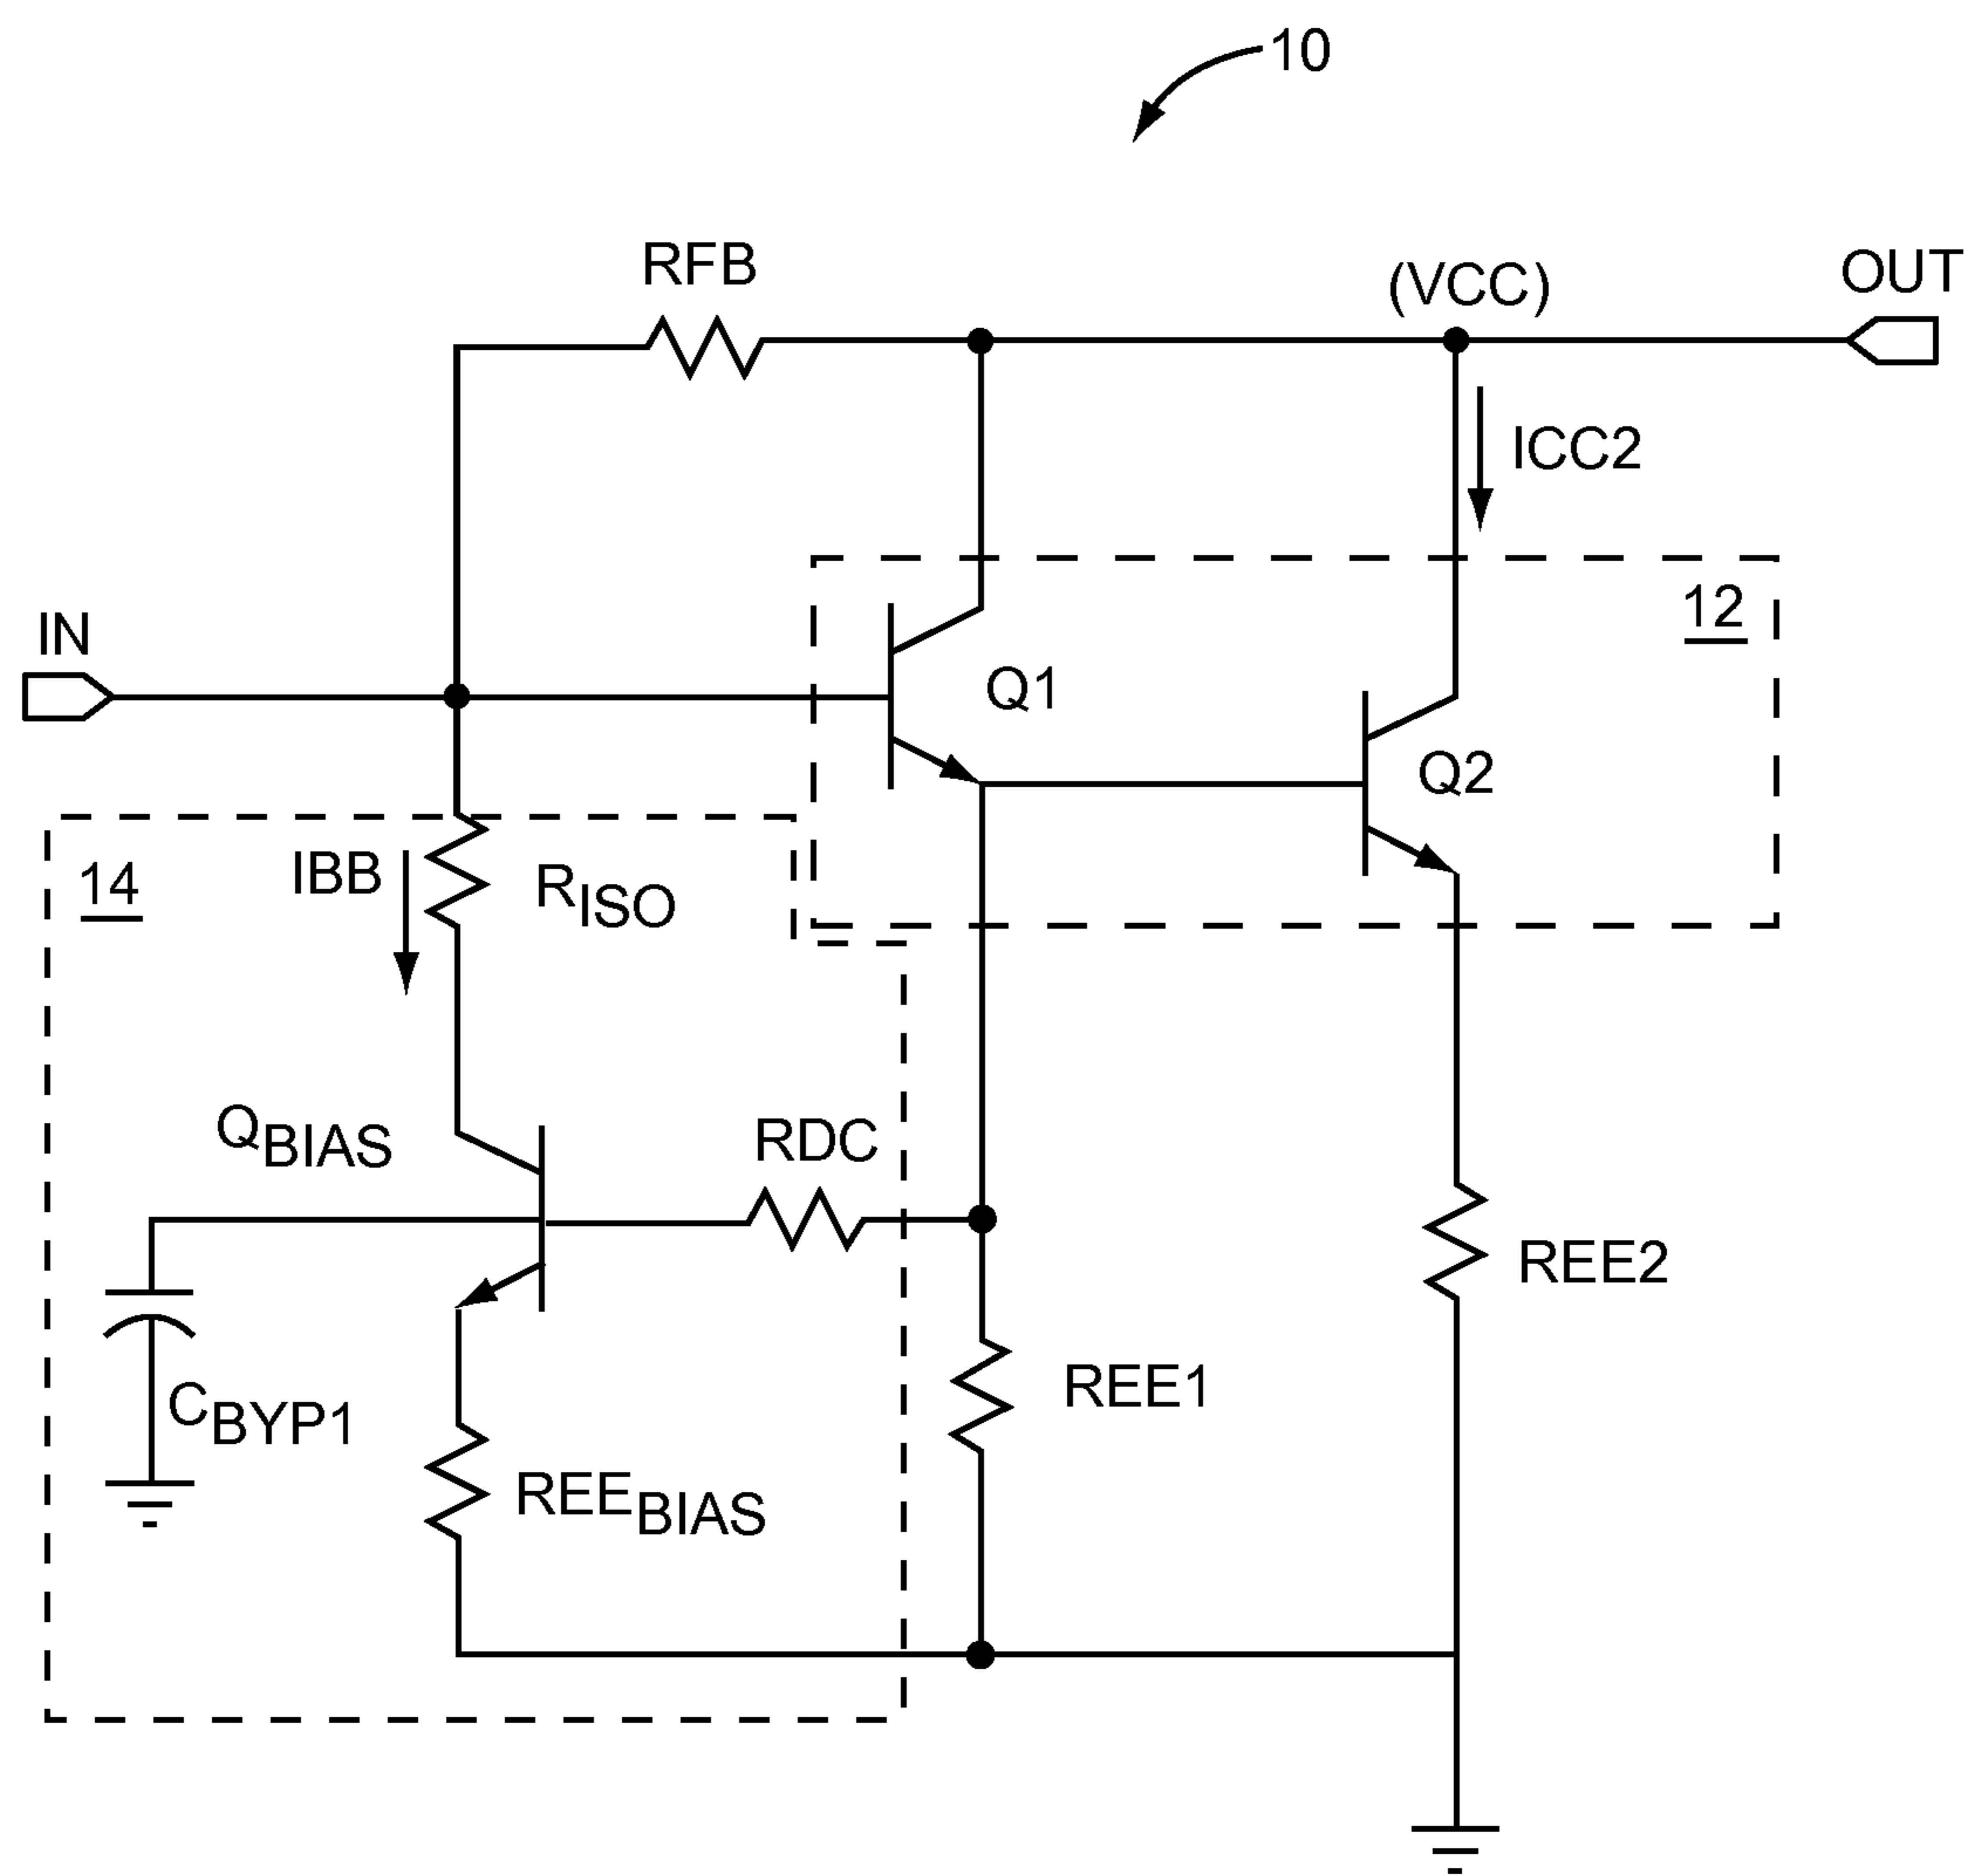 10
RFB
(VCC)
OUT
ICC2
12
IN
Q1
Q2
14
IBB
RISO
QBIAS
RDC
REE2
REE1
CBYP1
REEBIAS